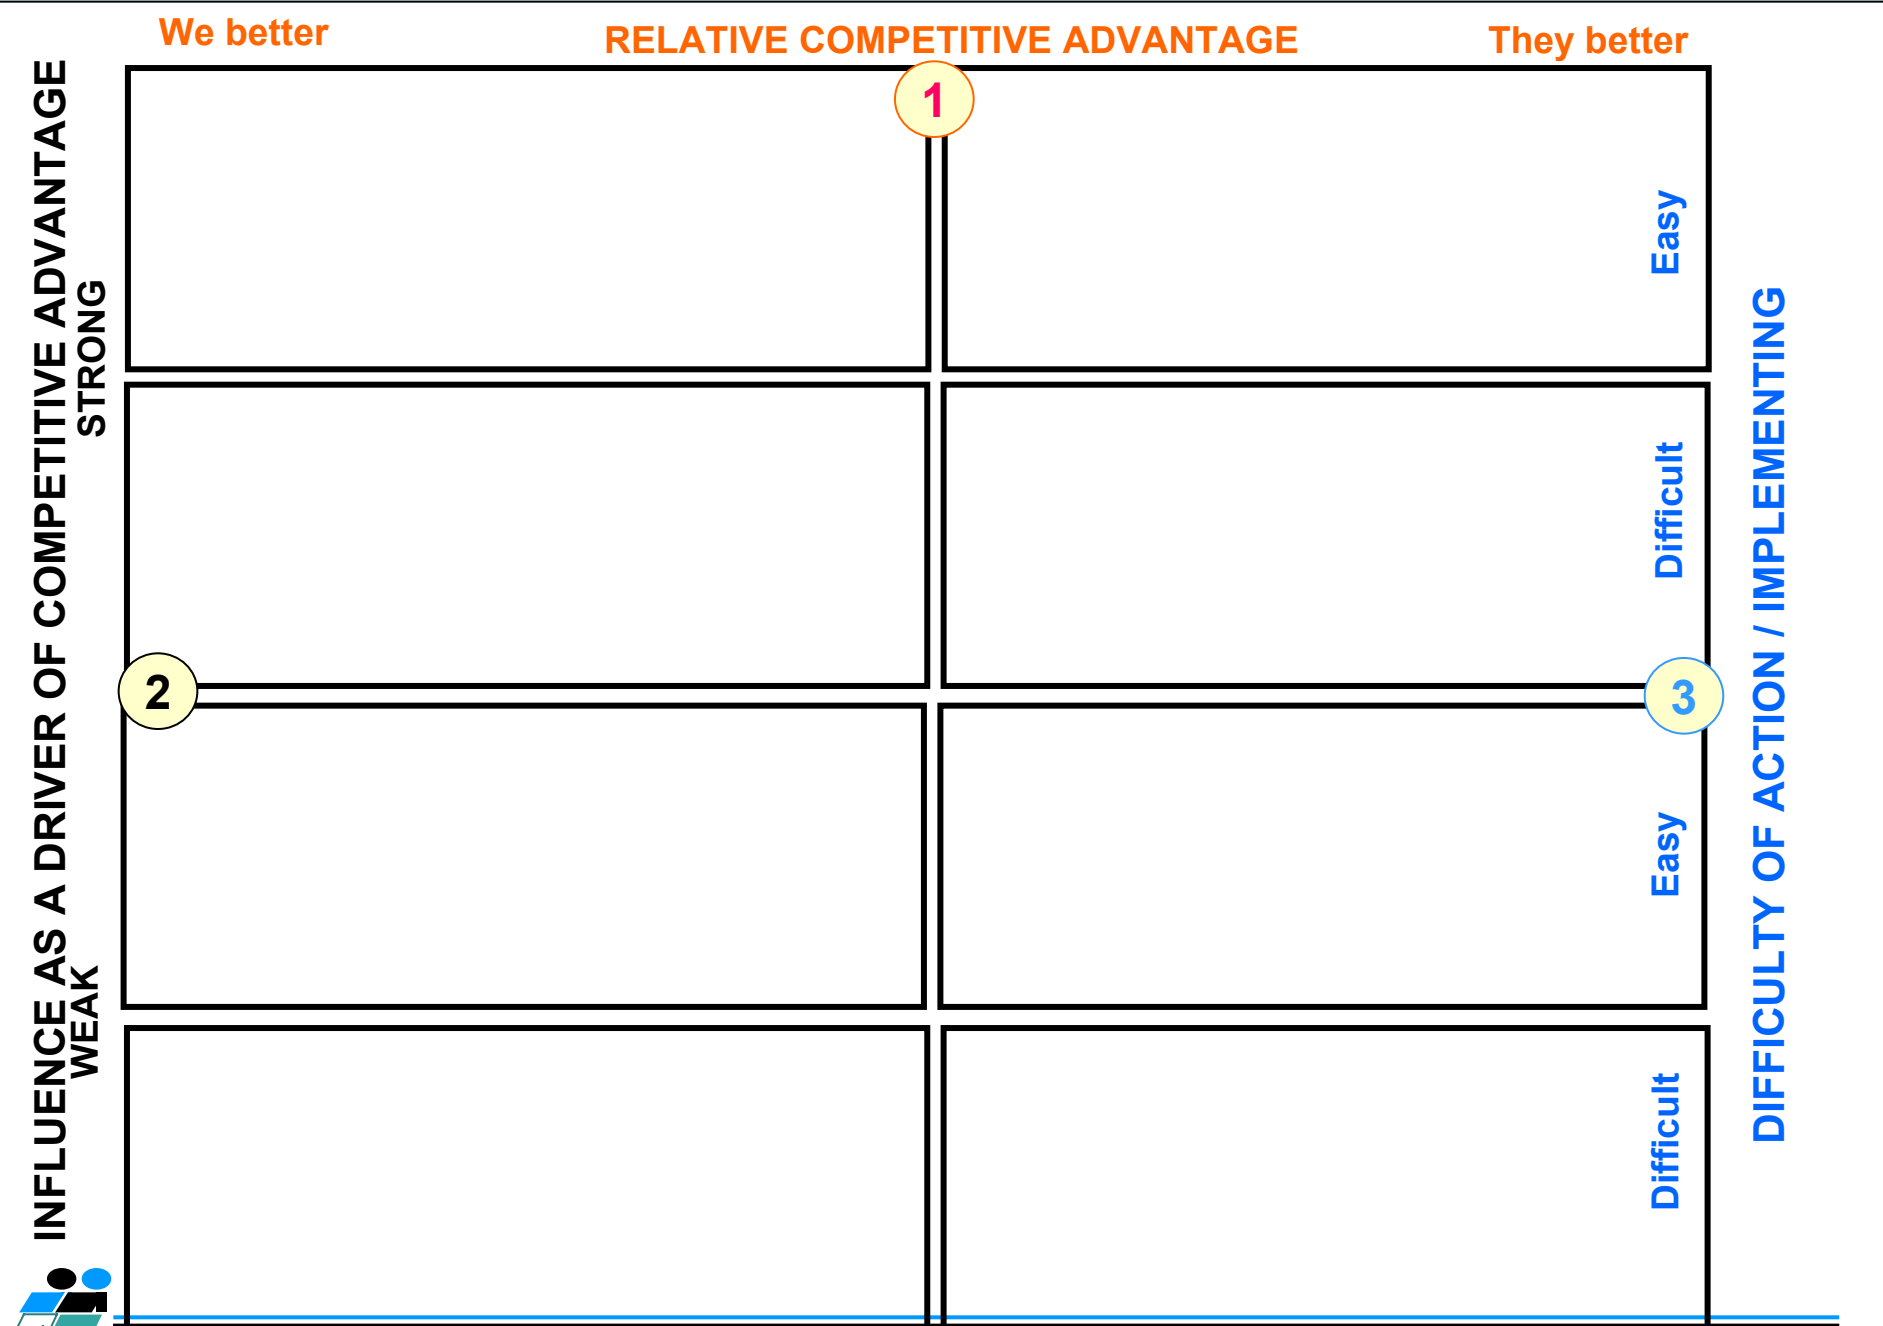 We better
RELATIVE COMPETITIVE ADVANTAGE
They better
1
INFLUENCE AS A DRIVER OF COMPETITIVE ADVANTAGE
STRONG
WEAK
Easy
Difficult
2
3
Easy
Difficult
DIFFICULTY OF ACTION / IMPLEMENTING